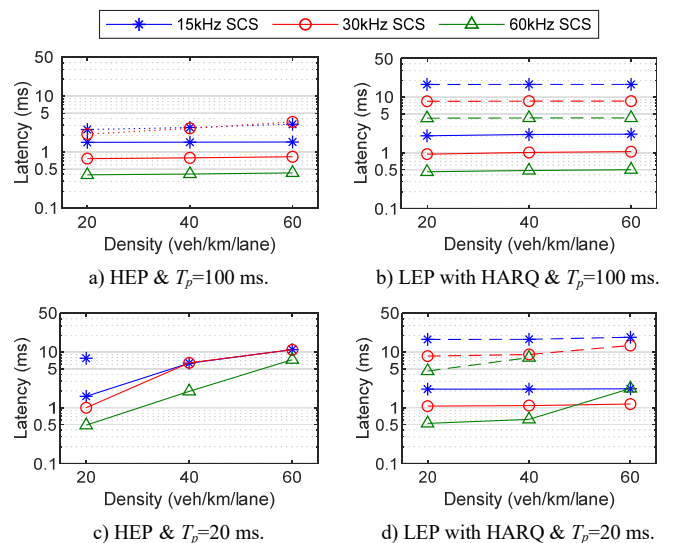 15kHz SCS 30kHz SCS 60kHz SCS
50
10
5
1
0.5
0.1
Latency (ms)
20 40 60
Density (veh/km/lane)
a) HEP & Tp=100 ms.
50
10
5
1
0.5
0.1
Latency (ms)
20 40 60
Density (veh/km/lane)
b) LEP with HARQ & Tp=100 ms.
50
10
5
1
0.5
0.1
Latency (ms)
20 40 60
Density (veh/km/lane)
c) HEP & Tp=20 ms.
50
10
5
1
0.5
0.1
Latency (ms)
20 40 60
Density (veh/km/lane)
d) LEP with HARQ & Tp=20 ms.